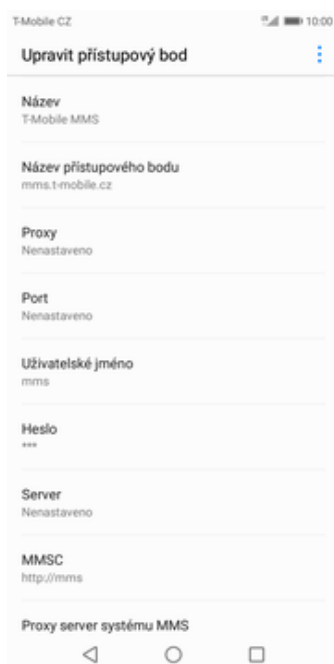 T-Mobile CZ
10:00
Upravit přístupový bod
Název
T-Mobile MMS
Název přístupového bodu
mms.t-mobile.cz
Proxy
Nenastaveno
Port
Nenastaveno
Uživatelské jméno
mms
Heslo
***
Server
Nenastaveno
MMSC
http://mms
Proxy server systému MMS